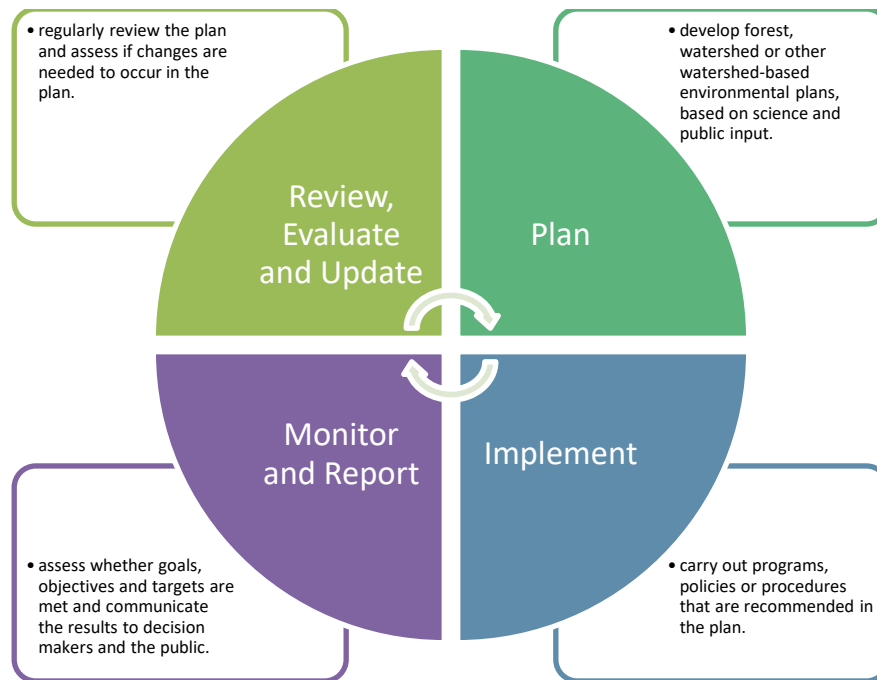 • regularly review the plan
and assess if changes are
needed to occur in the
plan.
• develop forest,
watershed or other
watershed-based
environmental plans,
based on science and
public input.
Review,
Evaluate
and Update
Plan
Monitor
and Report
Implement
• assess whether goals,
objectives and targets are
met and communicate
the results to decision
makers and the public.
• carry out programs,
policies or procedures
that are recommended in
the plan.